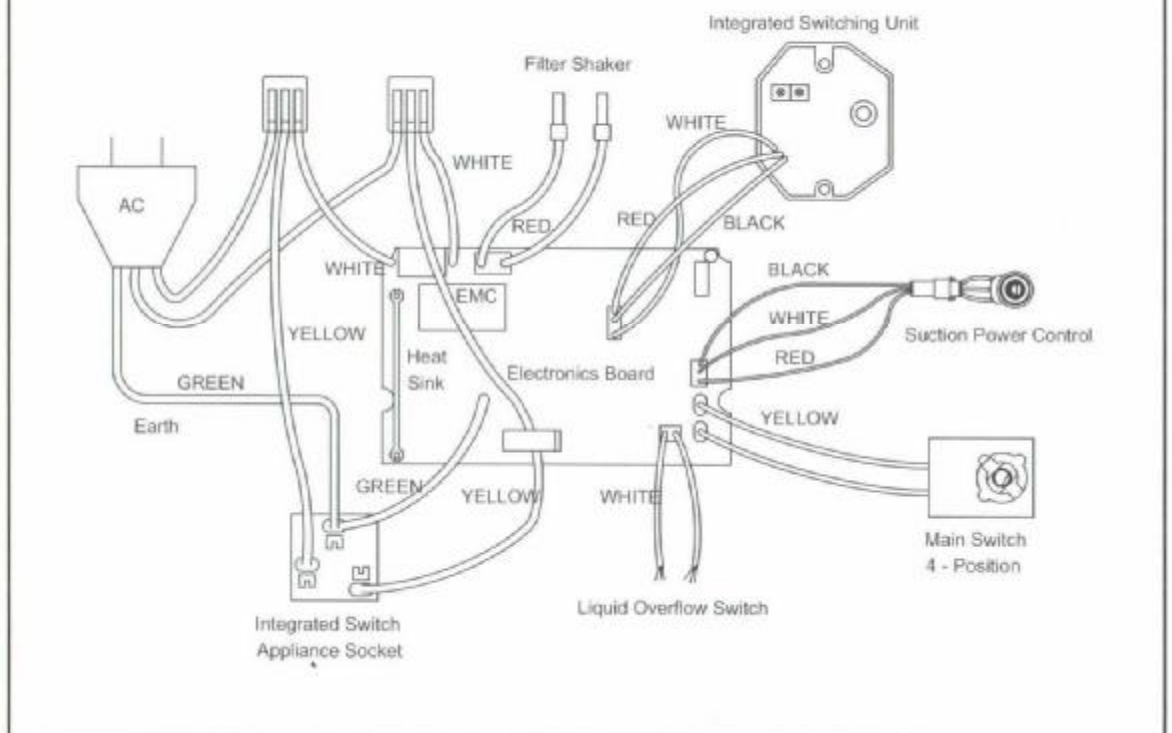 Integrated Switching Unit
Filter Shaker
WHITE
WHITE
AC
RED
RED
BLACK
WHITE
BLACK
EMC
WHITE
YELLOW
Suction Power Control
Heat
Sink
RED
Electronics Board
GREEN
Earth
YELLOW
GREEN
YELLOW
WHITE
Main Switch
4 - Position
Liquid Overflow Switch
Integrated Switch
Appliance Socket